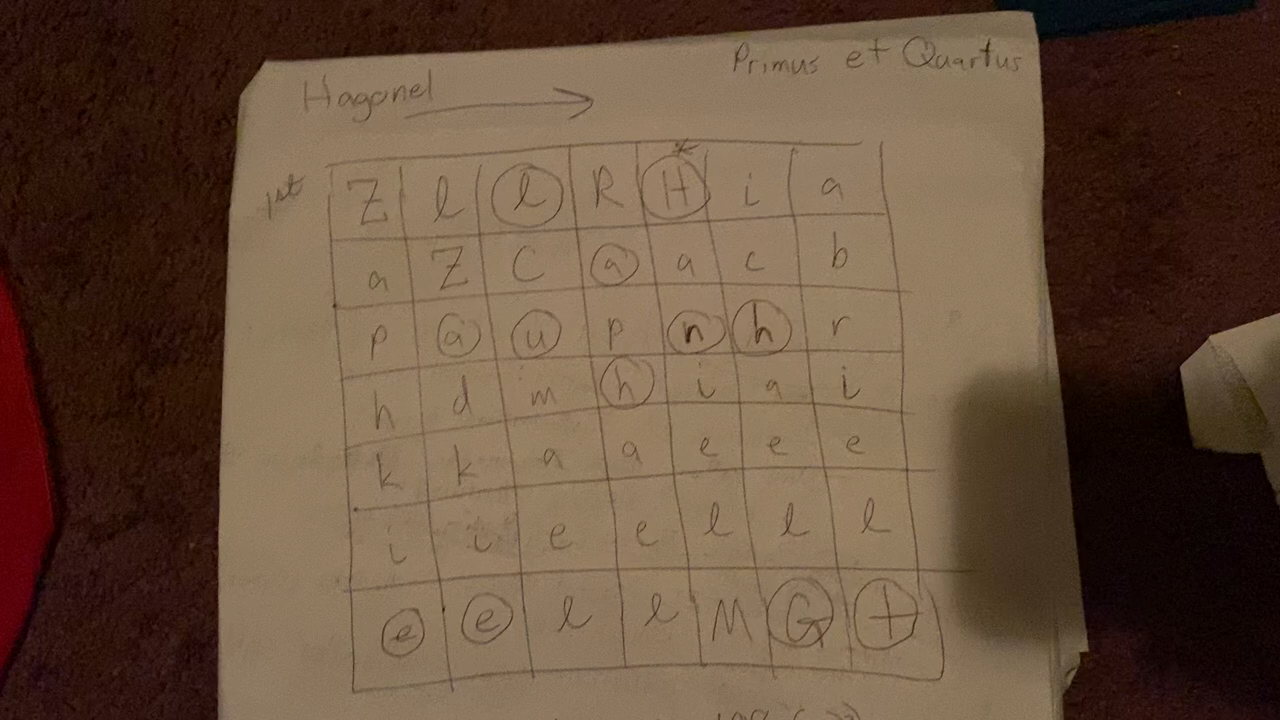 Hagonel
Primus et Quartus
1st
Z l l R H i a
a Z C a a c b
p a u p n h r
h d m h i a i
k k a a e e e
i i e e l l l
e e l l M G +